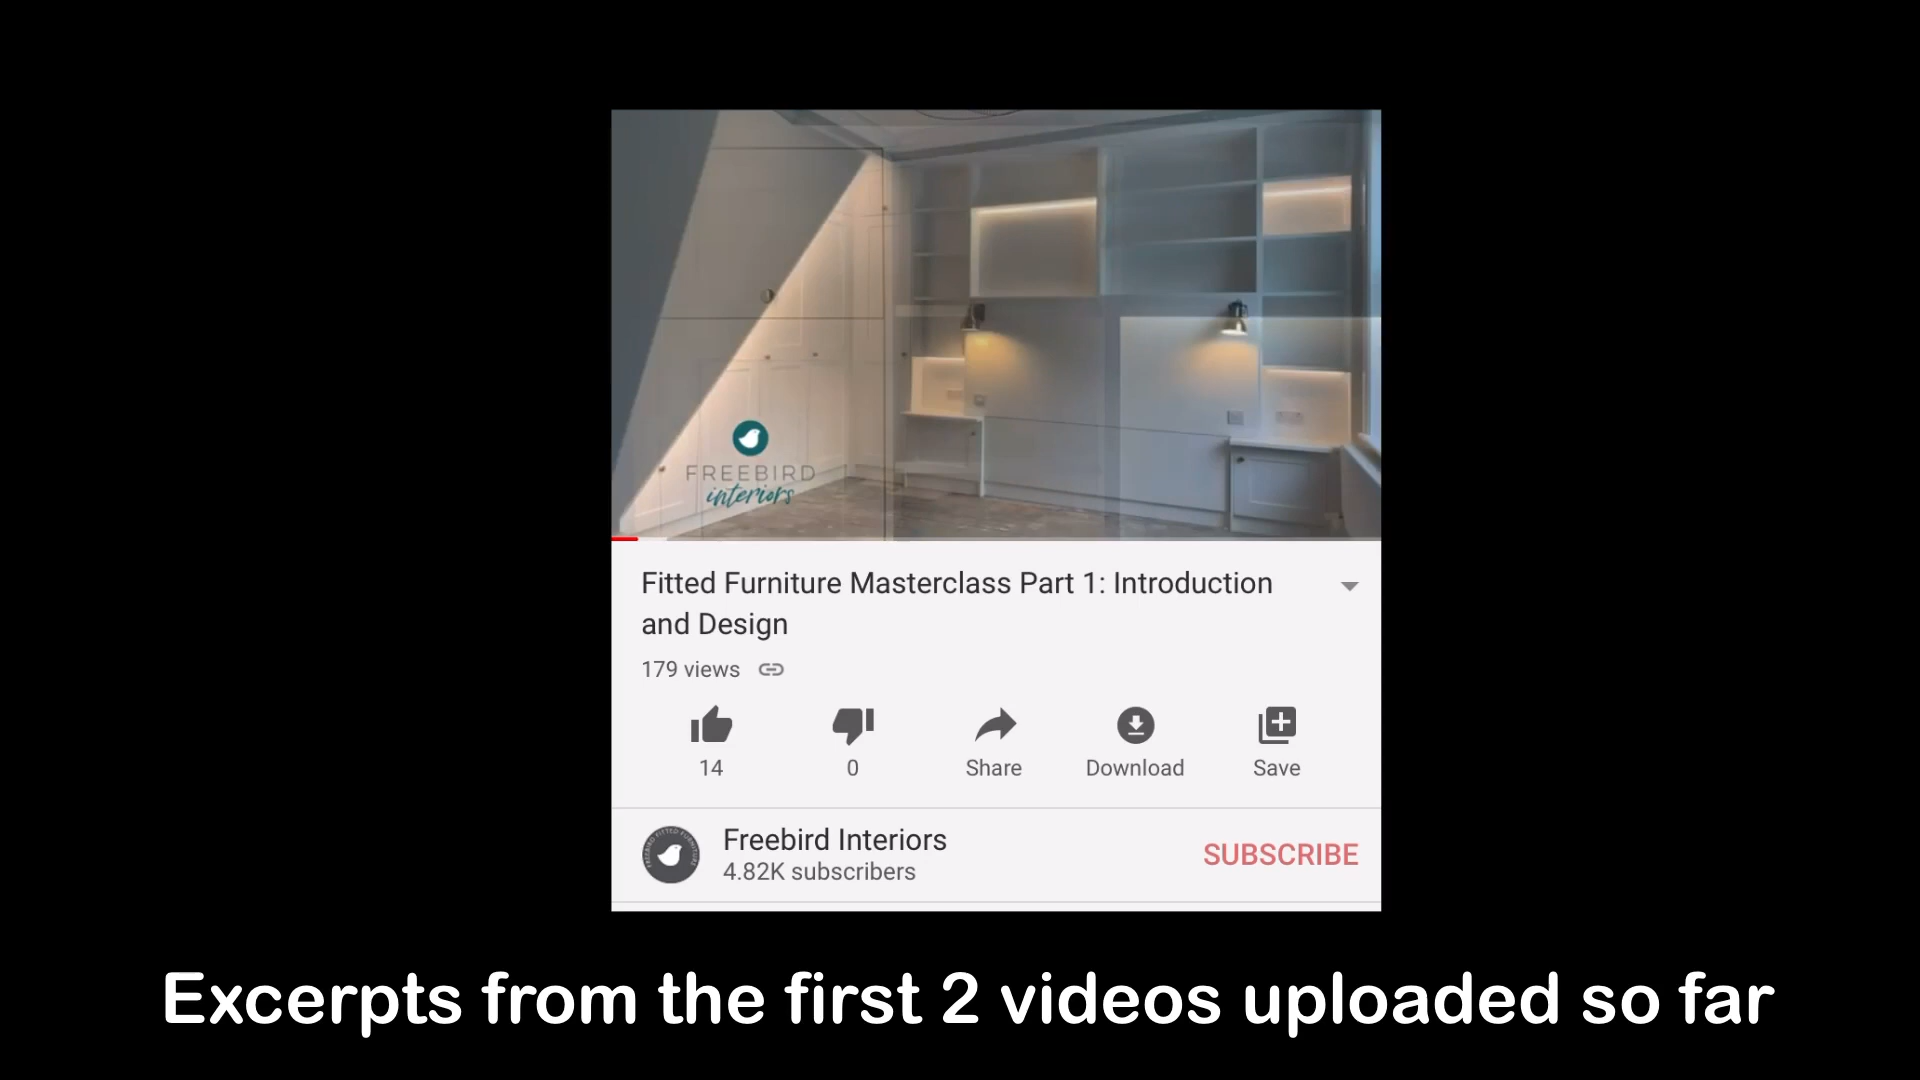 FREEBIRD
interiors
Fitted Furniture Masterclass Part 1: Introduction
and Design
179 views
14
0
Share
Download
Save
Freebird Interiors
4.82K subscribers
SUBSCRIBE
Excerpts from the first 2 videos uploaded so far